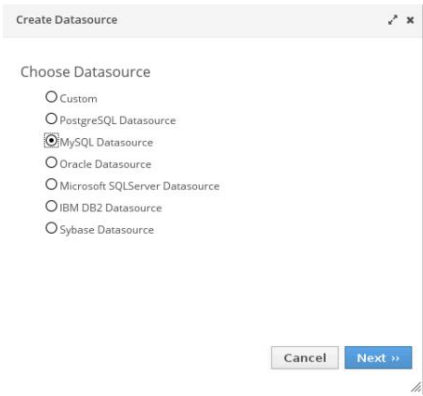 Create Datasource
Choose Datasource
Custom
PostgreSQL Datasource
MySQL Datasource
Oracle Datasource
Microsoft SQLServer Datasource
IBM DB2 Datasource
Sybase Datasource
Cancel
Next ››